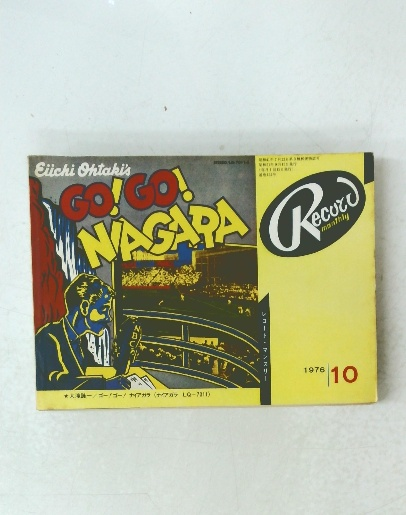 Eiichi Ohtaki's
GO! GO!
NIAGARA
NBC
Record
monthly
レコード・マンスリー
1976 10
★大滝詠一/ゴー!ゴー!ナイアガラ(ナイアガラ LQ-7011)